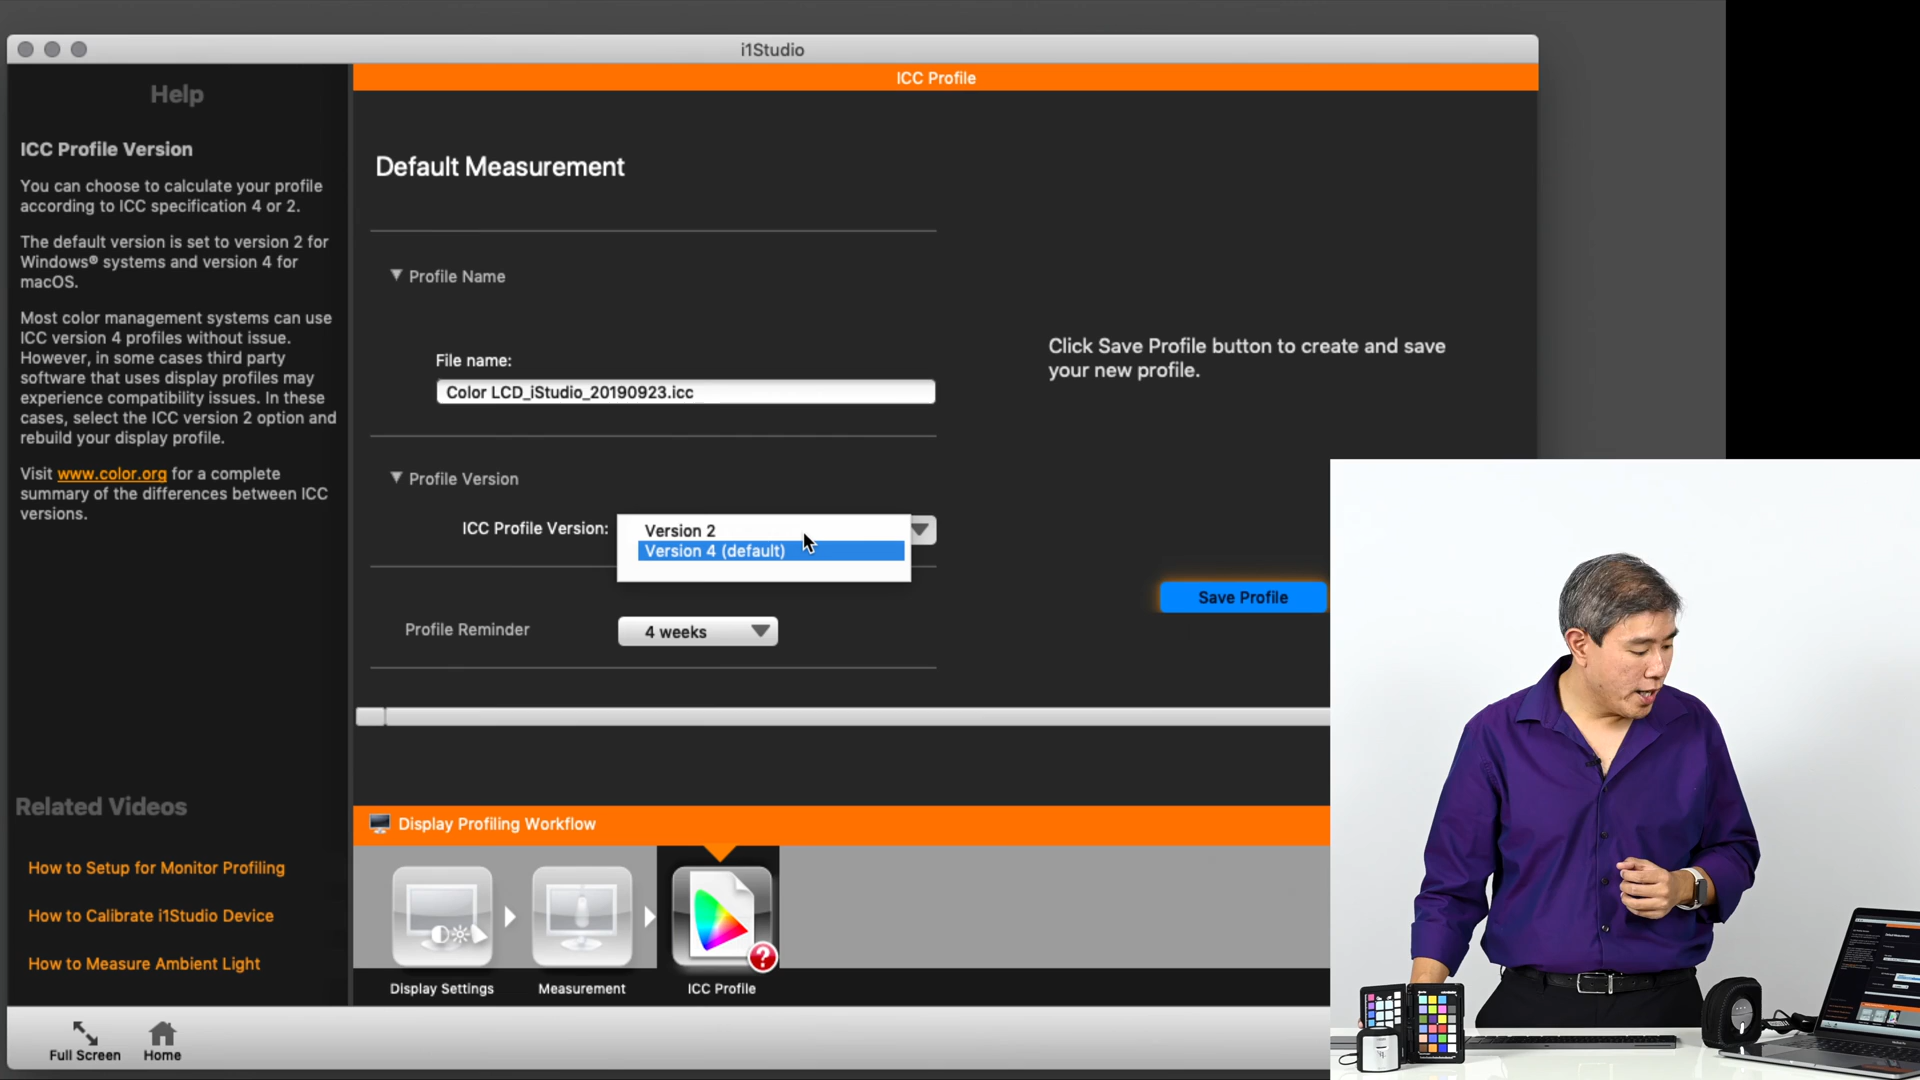 i1Studio
Help
ICC Profile Version
You can choose to calculate your profile
according to ICC specification 4 or 2.
The default version is set to version 2 for
Windows® systems and version 4 for
macOS.
Most color management systems can use
ICC version 4 profiles without issue.
However, in some cases third party
software that uses display profiles may
experience compatibility issues. In these
cases, select the ICC version 2 option and
rebuild your display profile.
Visit www.color.org for a complete
summary of the differences between ICC
versions.
Related Videos
How to Setup for Monitor Profiling
How to Calibrate i1Studio Device
How to Measure Ambient Light
Full Screen
Home
ICC Profile
Default Measurement
Profile Name
File name:
Color LCD_iStudio_20190923.icc
Profile Version
ICC Profile Version:
Version 2
Version 4 (default)
Profile Reminder
4 weeks
Click Save Profile button to create and save
your new profile.
Save Profile
Display Profiling Workflow
Display Settings
Measurement
ICC Profile
?